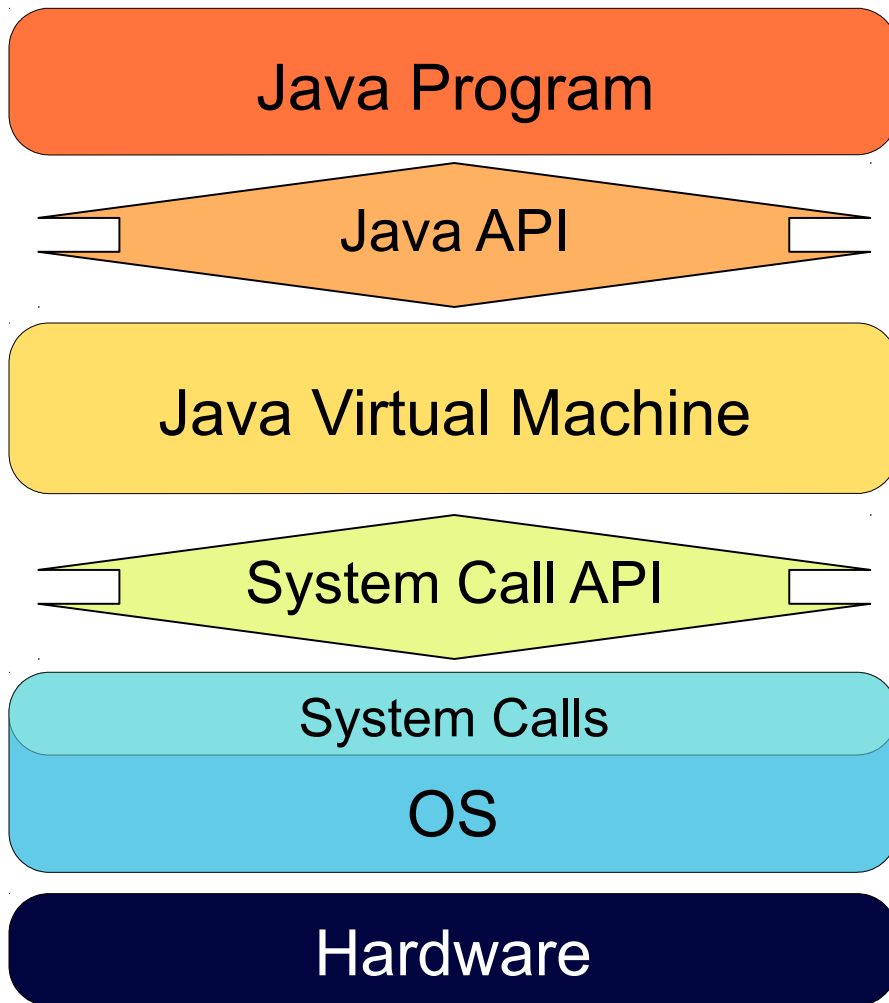 Java Program
Java API
Java Virtual Machine
System Call API
System Calls
OS
Hardware